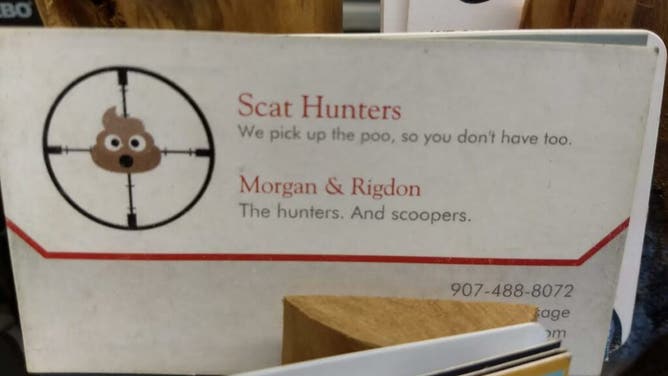 Scat Hunters
We pick up the poo, so you don't have too.
Morgan & Rigdon
The hunters. And scoopers.
907-488-8072